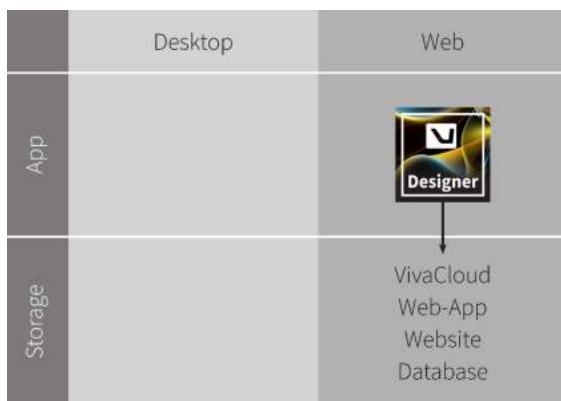 Desktop
Web
App
Designer
Storage
VivaCloud
Web-App
Website
Database